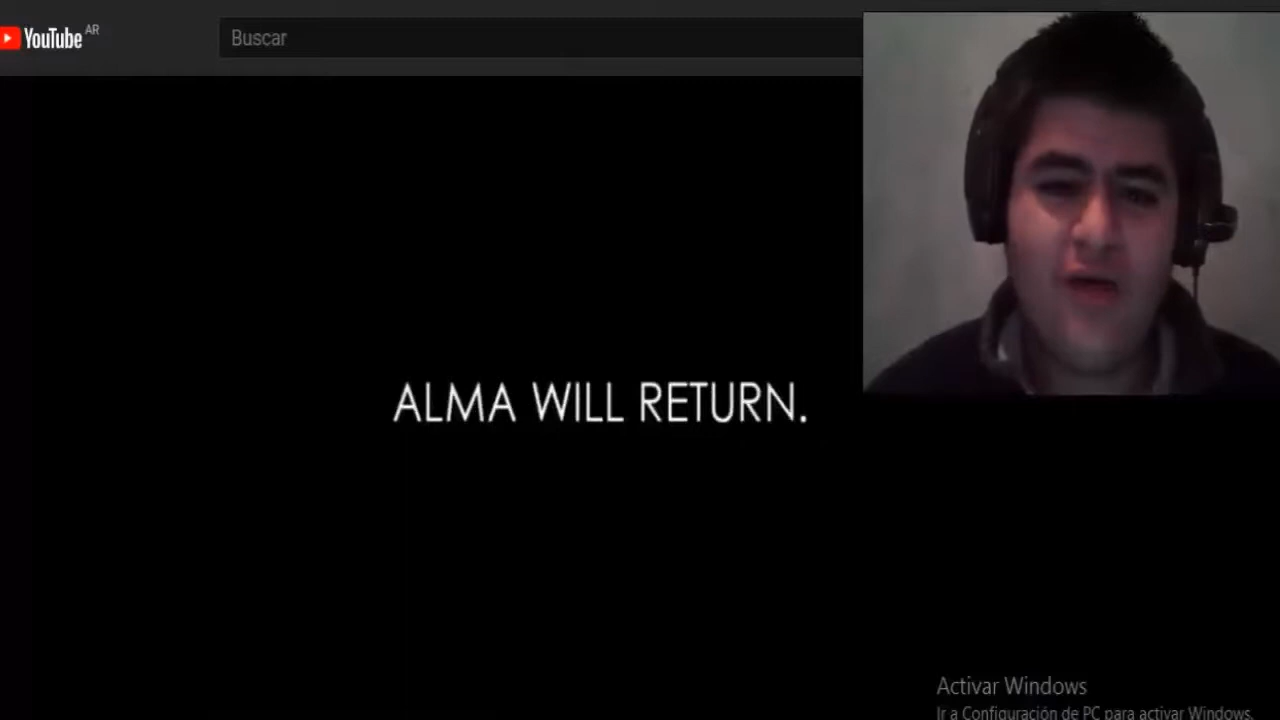 YouTube AR
Buscar
ALMA WILL RETURN.
Activar Windows
Ir a Configuración de PC para activar Windows.